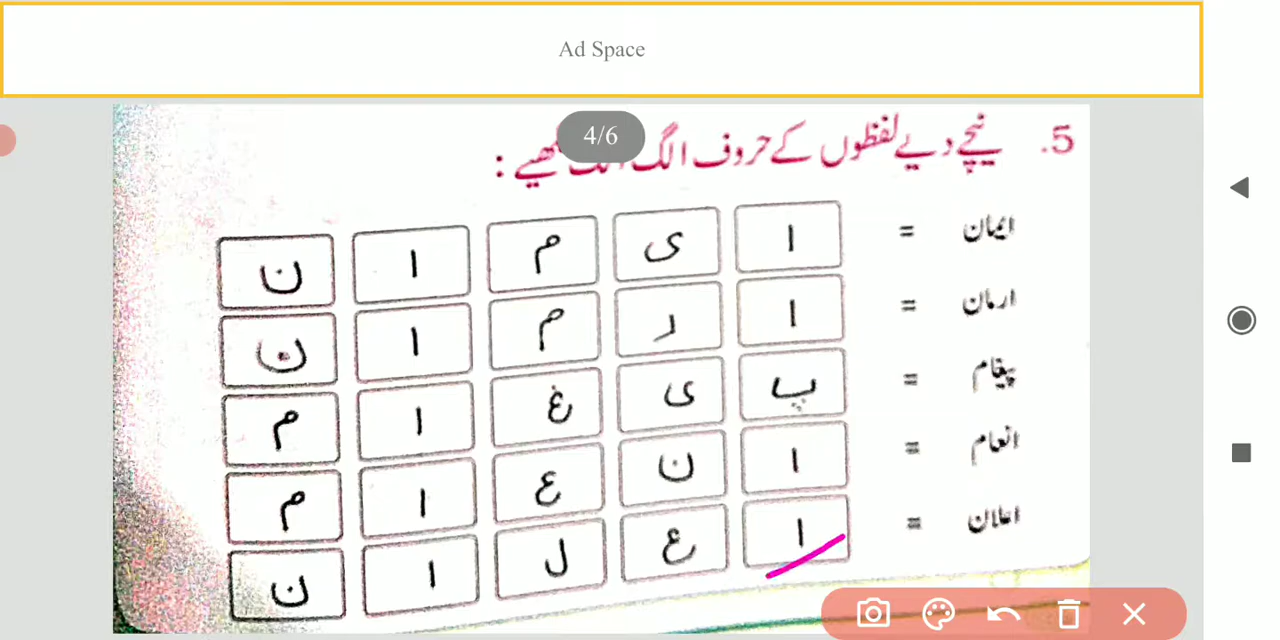 Ad Space
4/6
5. نیچے دیے لفظوں کے حروف الگ الگ لکھیے :
ایمان = ا ی م ا ن
ارمان = ا ر م ا ن
پیغام = پ ی غ ا م
انعام = ا ن ع ا م
اعلان = ا ع ل ا ن